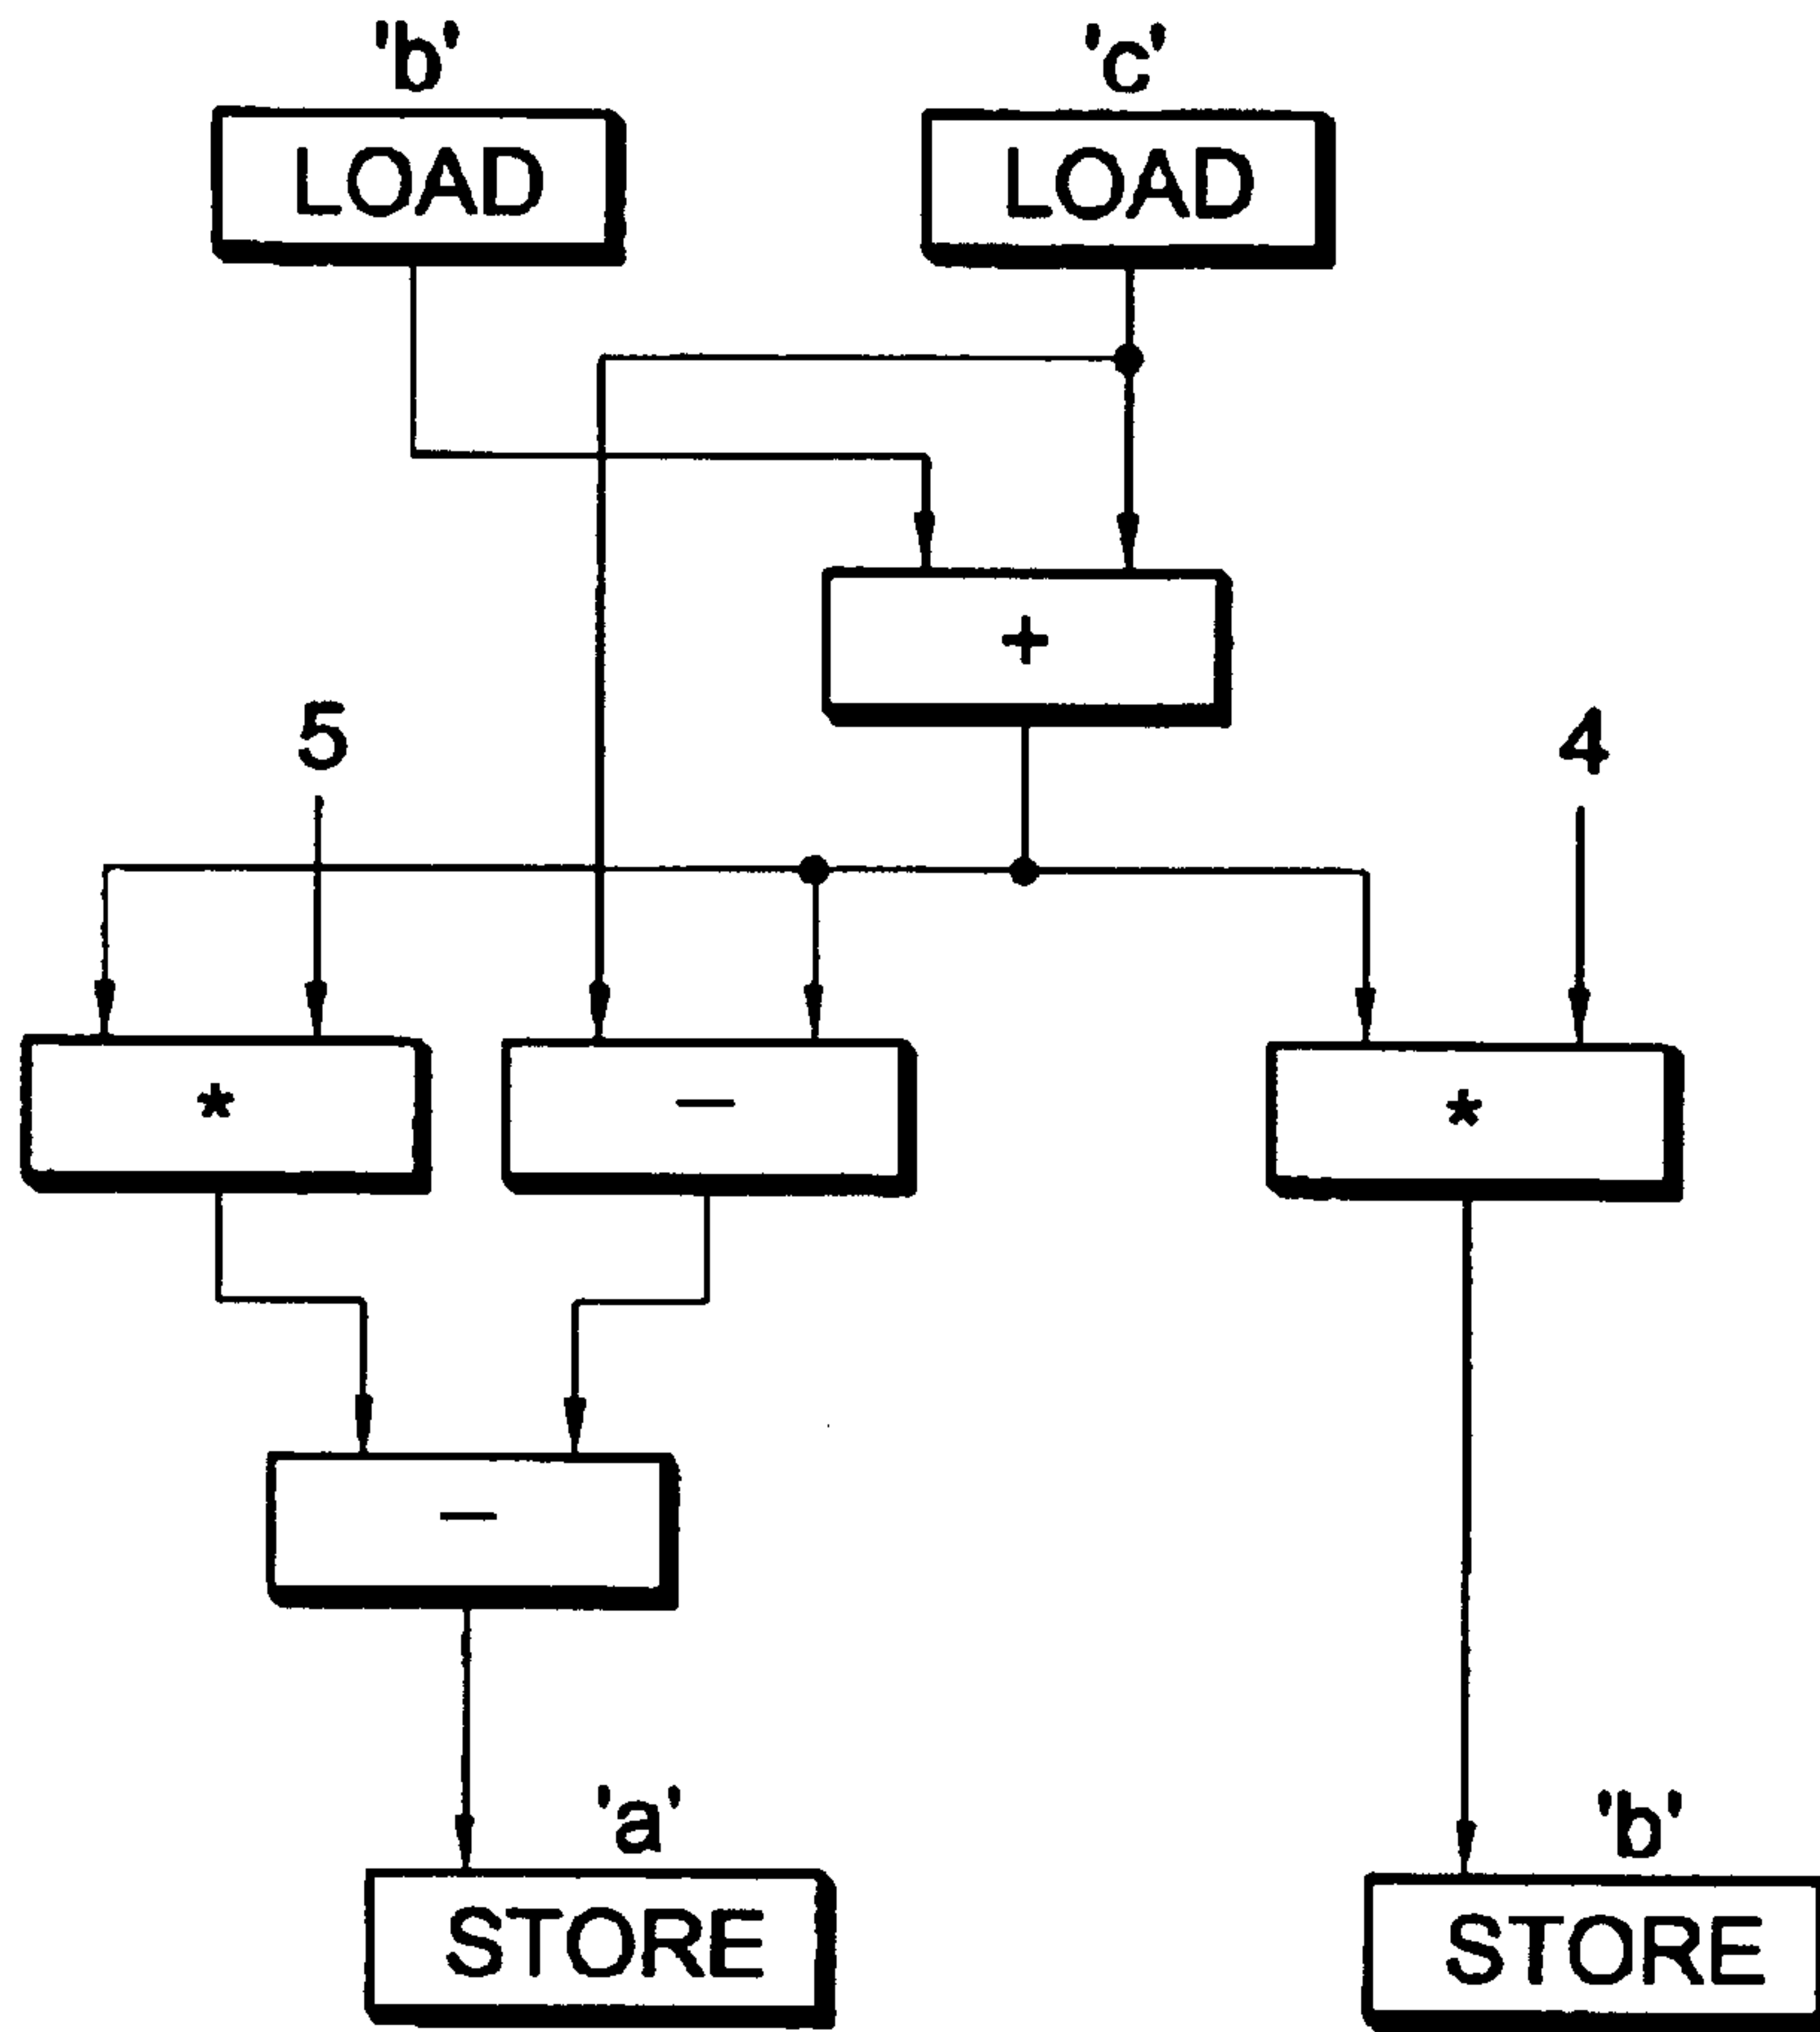 'b' 'c'
LOAD LOAD
+
5 4
* — *
—
'a' 'b'
STORE STORE